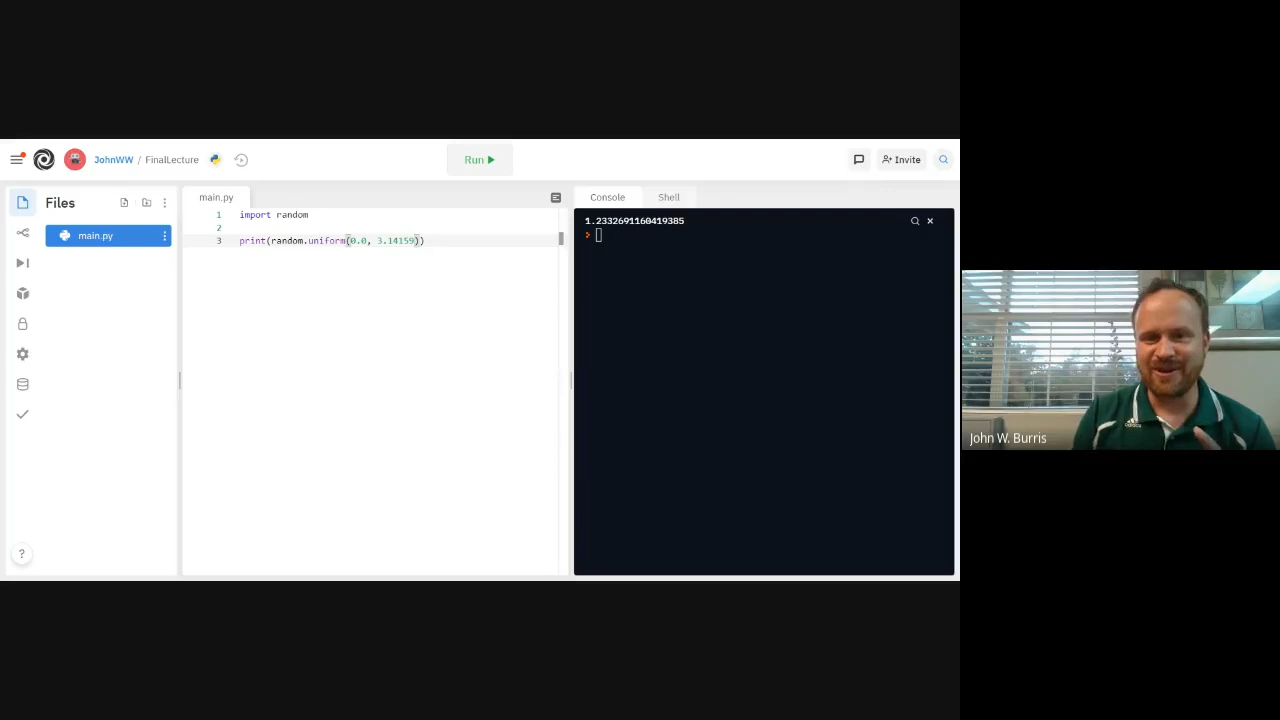 JohnWW / FinalLecture
Run
Invite
Files
main.py
main.py
1 import random
2
3 print(random.uniform(0.0, 3.14159))
Console
Shell
1.2332691160419385
?
adidas
John W. Burris